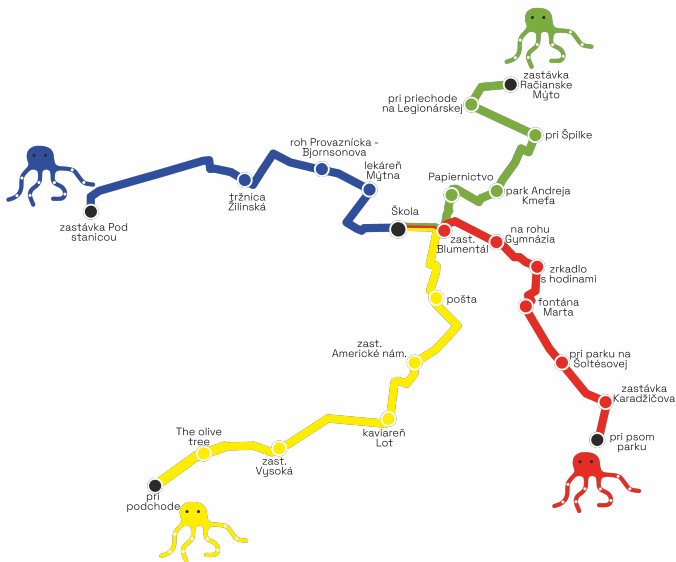 zastávka
Račianske
Mýto
pri priechode
na Legionárskej
pri Špilke
roh Provaznícka -
Bjornsonova
lekáreň
Mýtna
Papiernictvo
park Andreja
Kmeťa
tržnica
Žilinská
Škola
zastávka Pod
stanicou
zast.
Blumentál
na rohu
Gymnázia
zrkadlo
s hodinami
pošta
fontána
Marta
zast.
Americké nám.
pri parku na
Šoltésovej
zastávka
Karadžičova
The olive
tree
kaviareň
Lot
pri psom
parku
zast.
Vysoká
pri
podchode